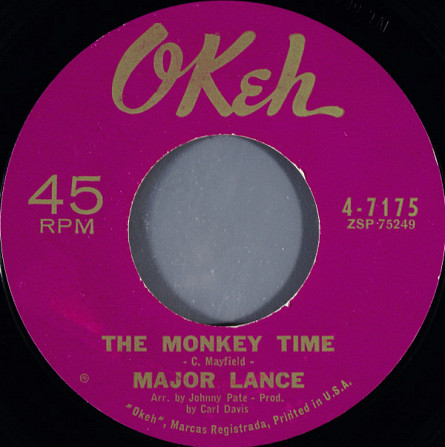 OKeh
45
RPM
4-7175
ZSP-75249
THE MONKEY TIME
- C. Mayfield -
MAJOR LANCE
Arr. by Johnny Pate - Prod.
by Carl Davis
®
"Okeh", Marcas Registrada, Printed in U.S.A.